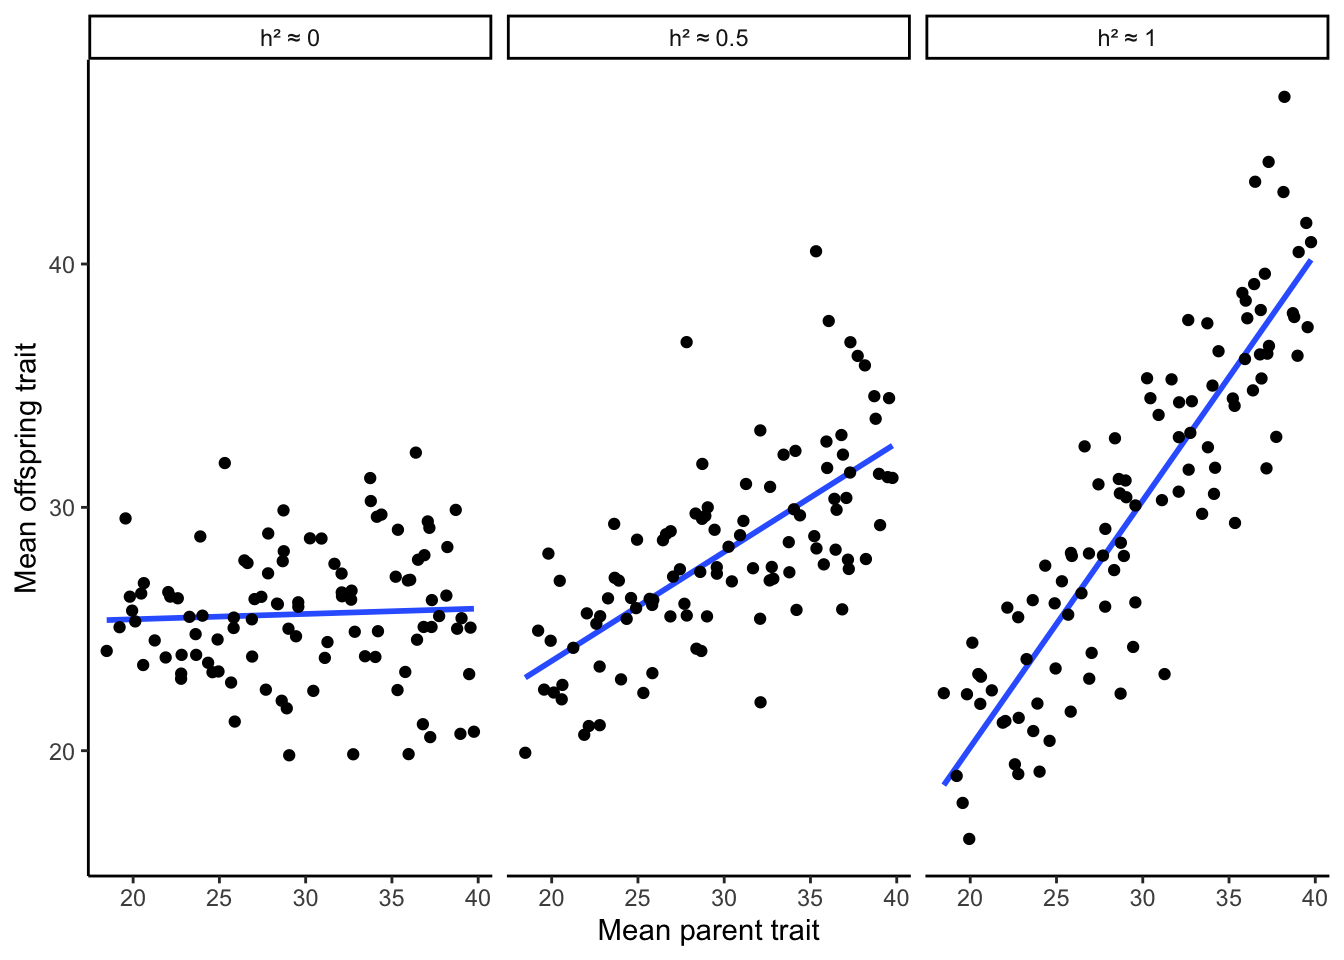 h² ≈ 0
h² ≈ 0.5
h² ≈ 1
Mean offspring trait
40
30
20
20 25 30 35 40
20 25 30 35 40
20 25 30 35 40
Mean parent trait